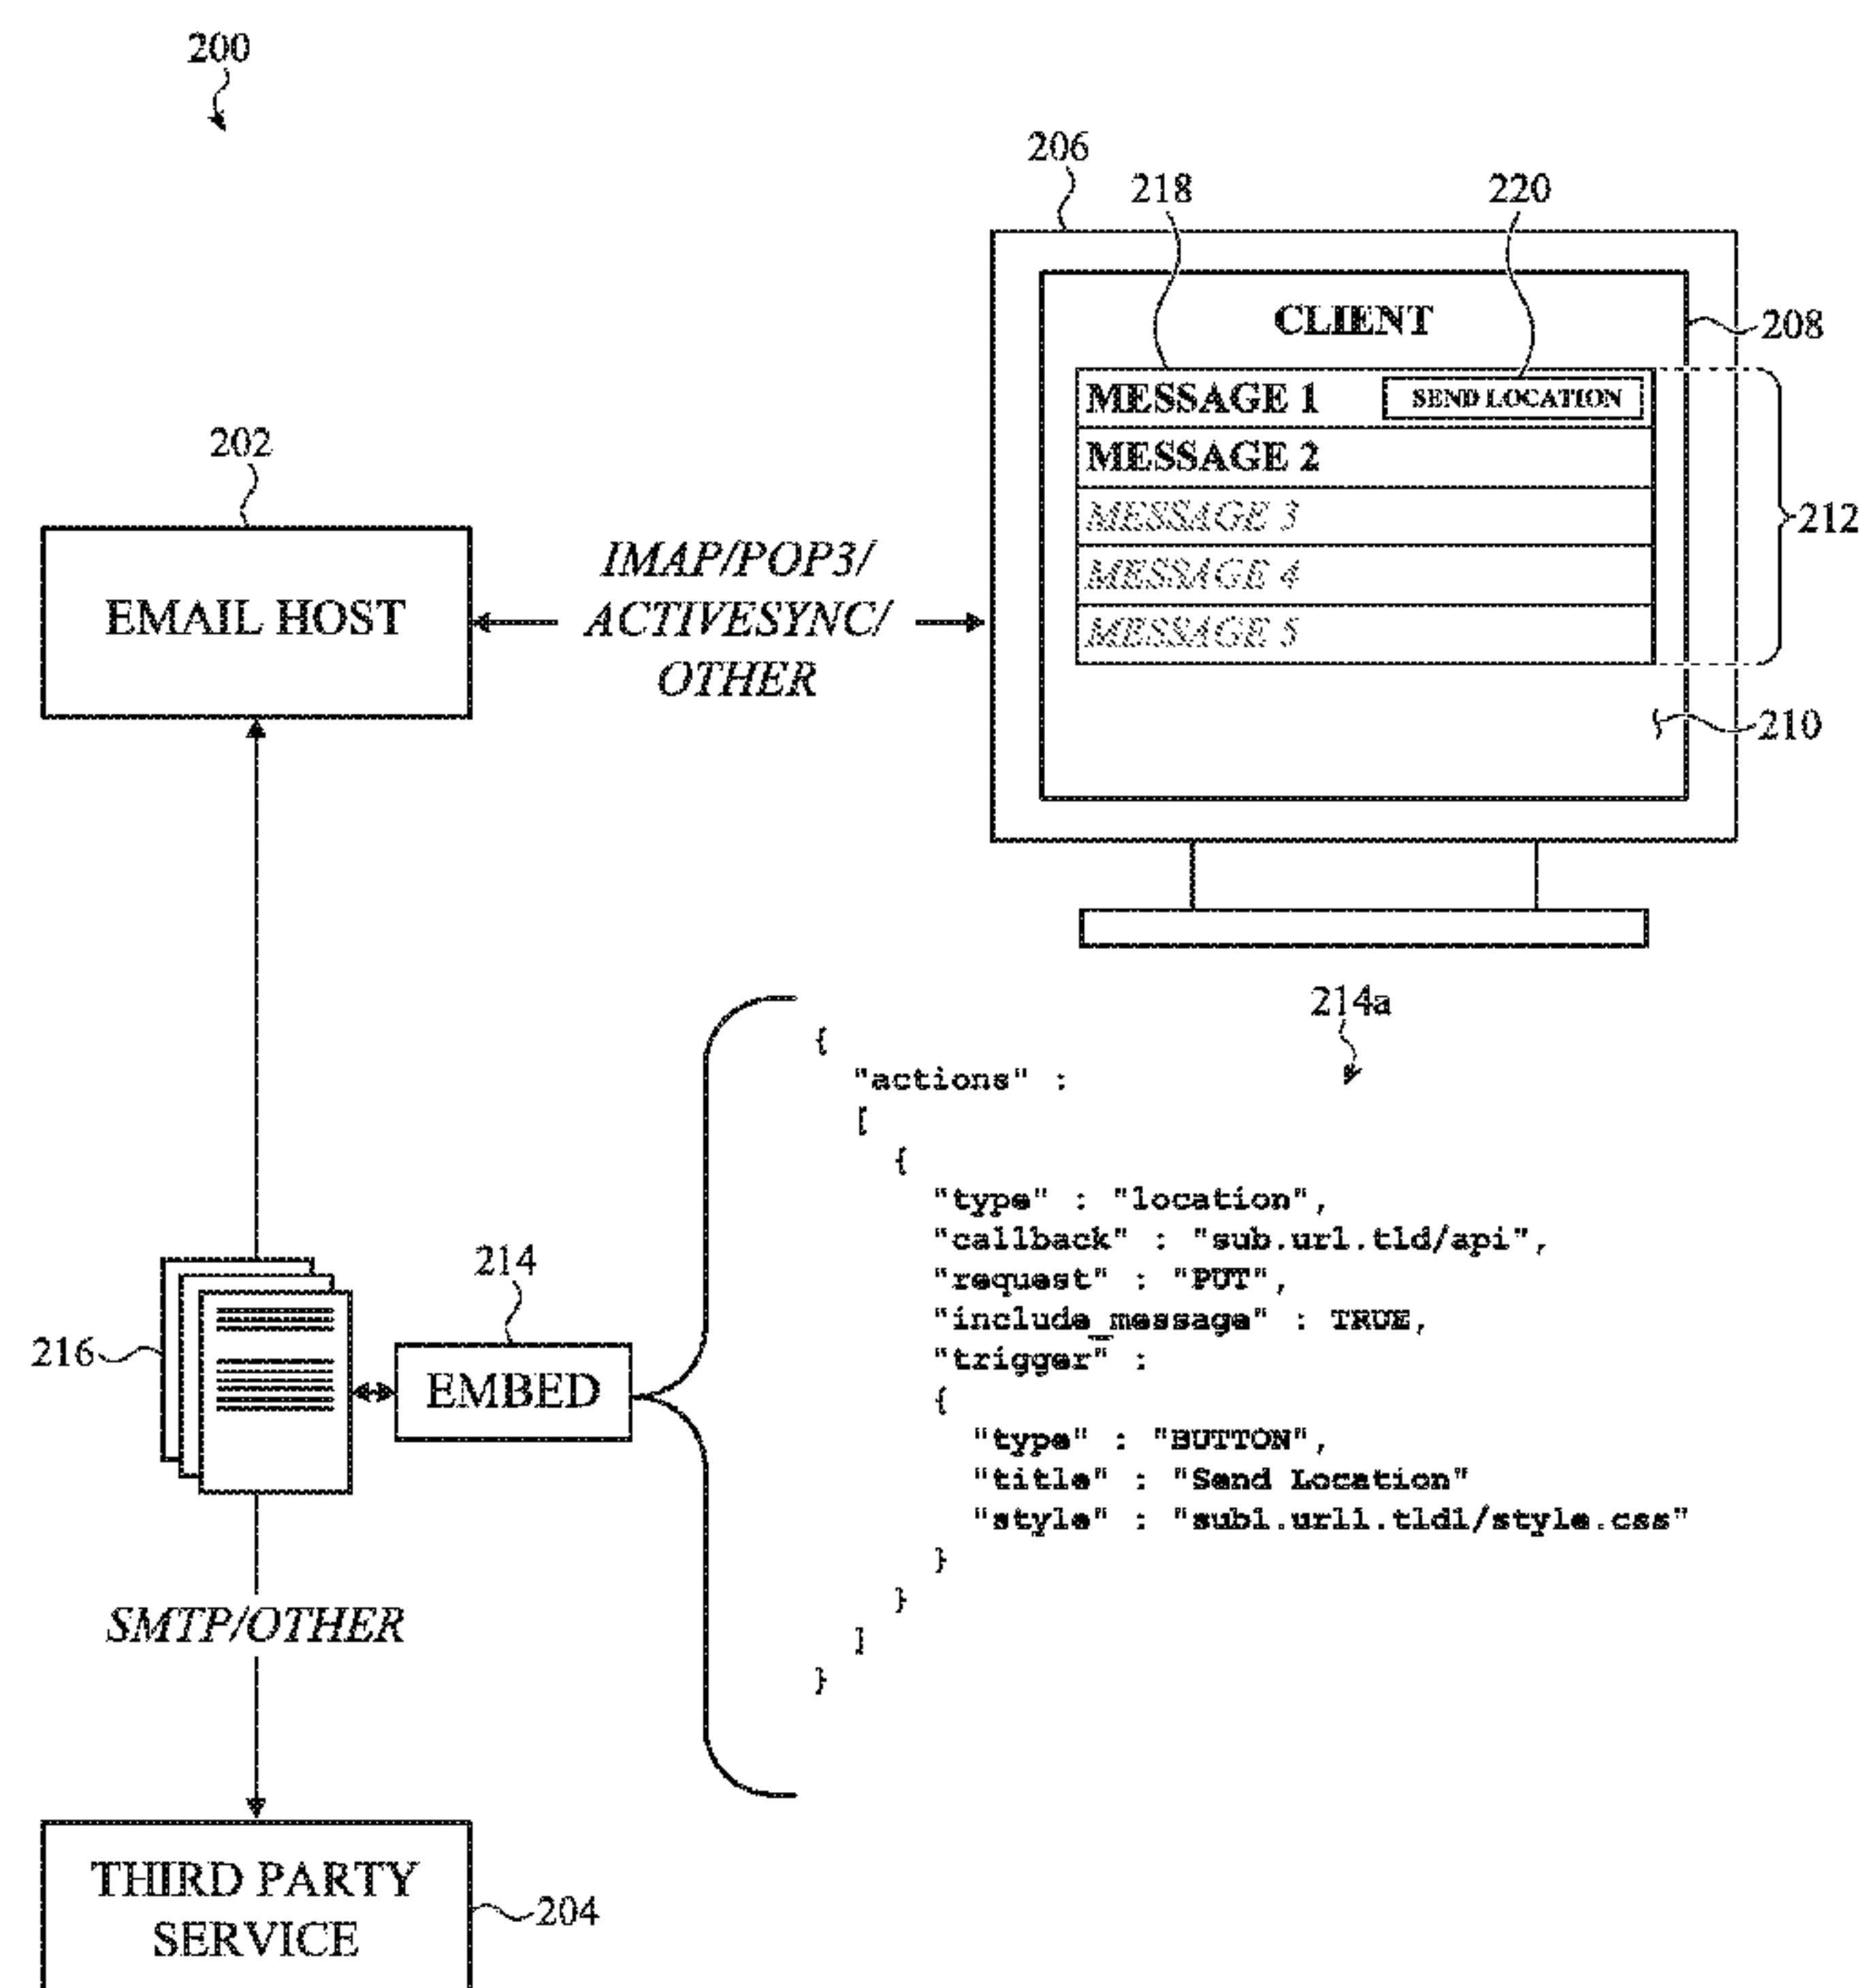 200
206
218
220
CLIENT
208
MESSAGE 1
SEND LOCATION
MESSAGE 2
MESSAGE 3
MESSAGE 4
MESSAGE 5
212
210
202
EMAIL HOST
IMAP/POP3/
ACTIVESYNC/
OTHER
214a
{
"actions" :
[
{
"type" : "location",
"callback" : "sub.url.tld/api",
"request" : "PUT",
"include_message" : TRUE,
"trigger" :
{
"type" : "BUTTON",
"title" : "Send Location"
"style" : "sub1.url1.tld1/style.css"
}
}
]
}
214
EMBED
216
SMTP/OTHER
THIRD PARTY
SERVICE
204